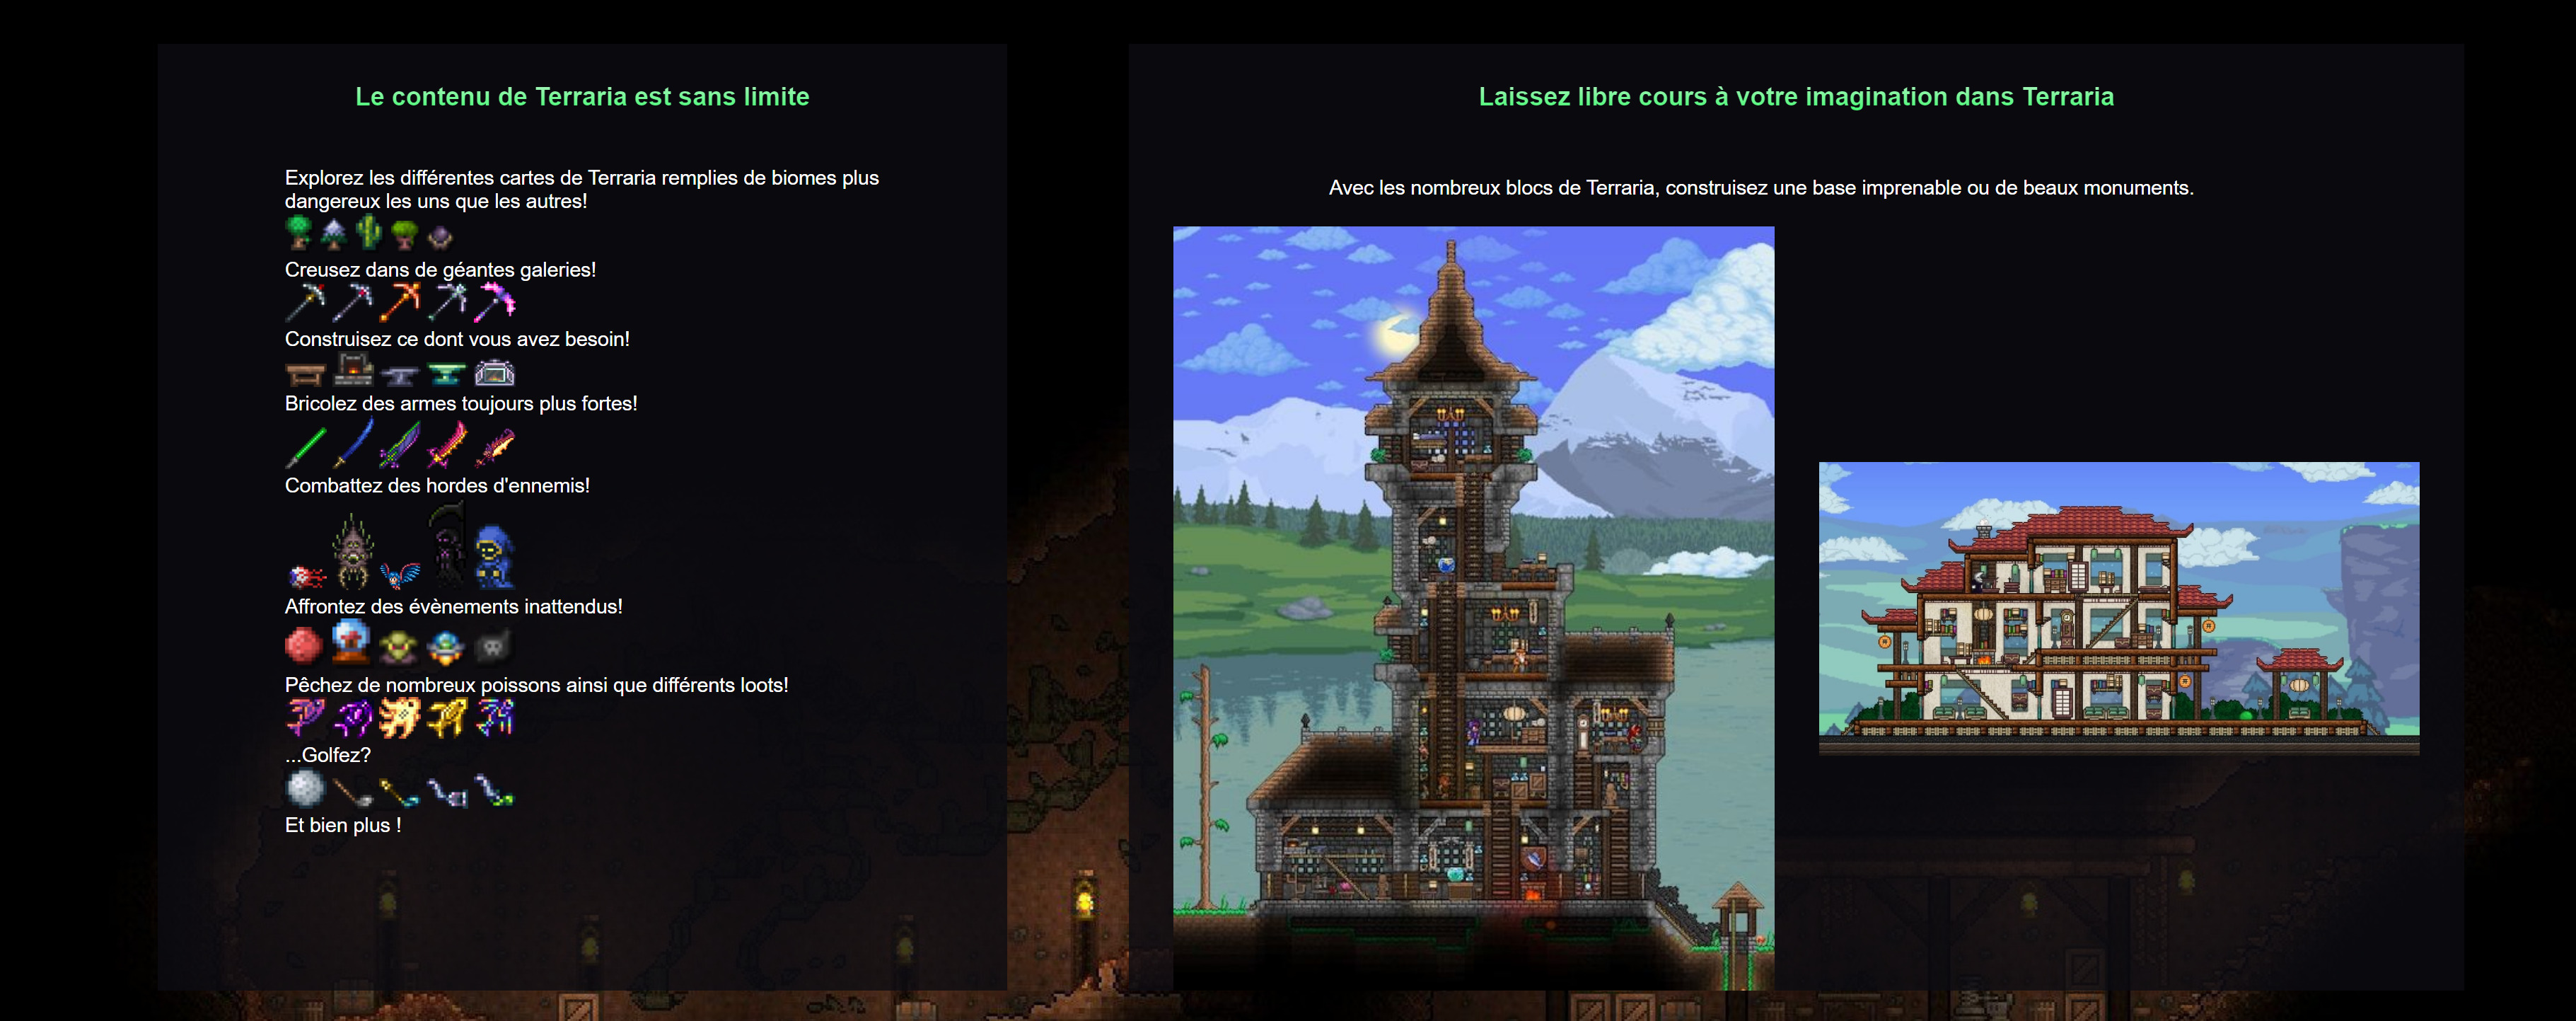 Le contenu de Terraria est sans limite
Explorez les différentes cartes de Terraria remplies de biomes plus
dangereux les uns que les autres!
Creusez dans de géantes galeries!
Construisez ce dont vous avez besoin!
Bricolez des armes toujours plus fortes!
Combattez des hordes d'ennemis!
Affrontez des évènements inattendus!
Pêchez de nombreux poissons ainsi que différents loots!
...Golfez?
Et bien plus !
Laissez libre cours à votre imagination dans Terraria
Avec les nombreux blocs de Terraria, construisez une base imprenable ou de beaux monuments.